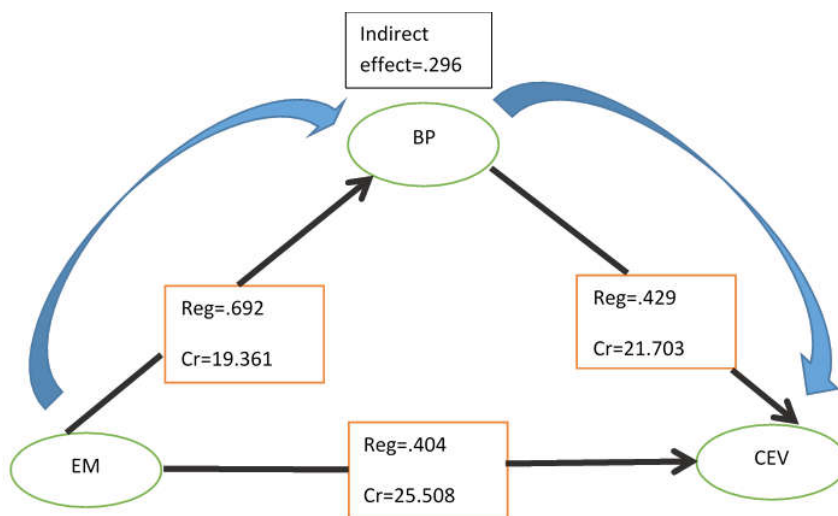 Indirect
effect=.296
BP
Reg=.692
Cr=19.361
Reg=.429
Cr=21.703
EM
Reg=.404
Cr=25.508
CEV